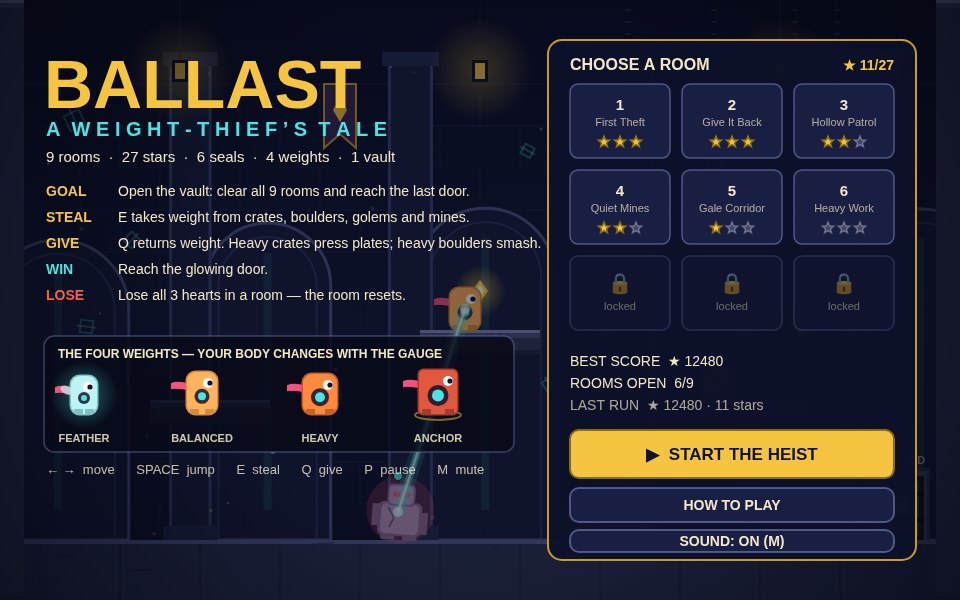 BALLAST
A WEIGHT-THIEF'S TALE
9 rooms · 27 stars · 6 seals · 4 weights · 1 vault
GOAL Open the vault: clear all 9 rooms and reach the last door.
STEAL E takes weight from crates, boulders, golems and mines.
GIVE Q returns weight. Heavy crates press plates; heavy boulders smash.
WIN Reach the glowing door.
LOSE Lose all 3 hearts in a room — the room resets.
THE FOUR WEIGHTS — YOUR BODY CHANGES WITH THE GAUGE
FEATHER BALANCED HEAVY ANCHOR
← → move SPACE jump E steal Q give P pause M mute
CHOOSE A ROOM ★ 11/27
1 2 3
First Theft Give It Back Hollow Patrol
★★★ ★★★ ★★☆
4 5 6
Quiet Mines Gale Corridor Heavy Work
★★☆ ★☆☆ ☆☆☆
locked locked locked
BEST SCORE ★ 12480
ROOMS OPEN 6/9
LAST RUN ★ 12480 · 11 stars
▶ START THE HEIST
HOW TO PLAY
SOUND: ON (M)